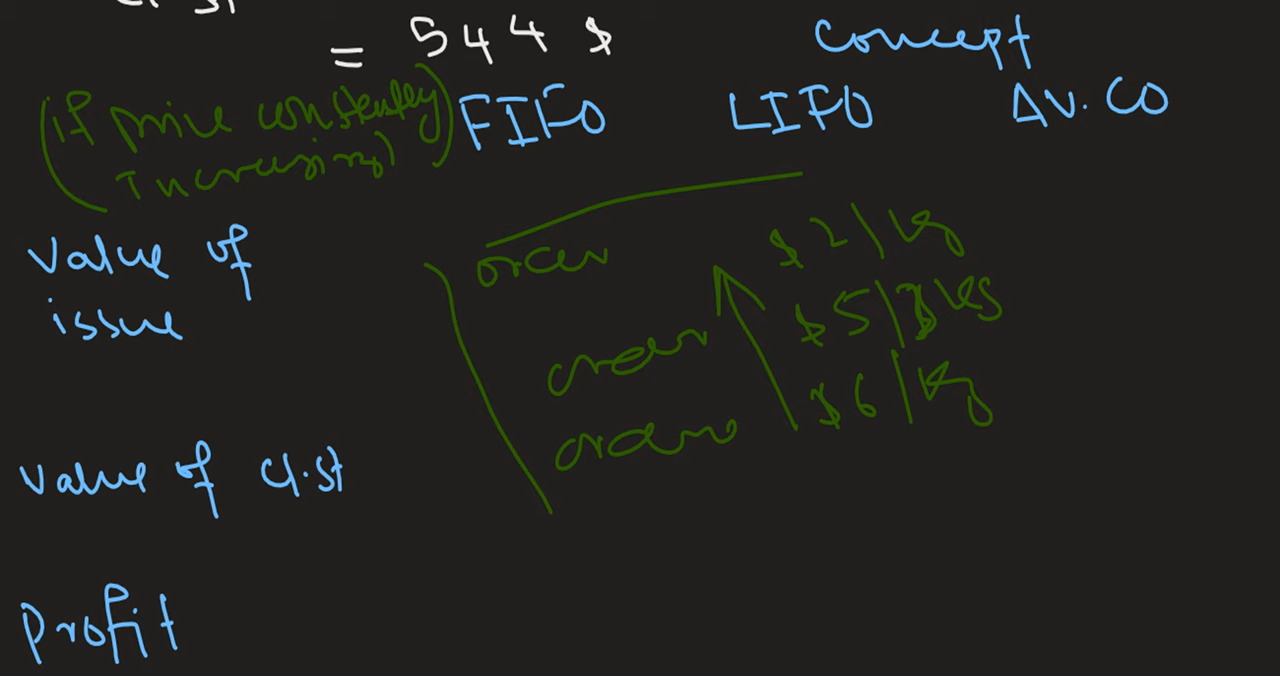 = 544 $
concept
(if price constantly
Increasing)
FIFO LIFO AV. CO
Value of
issue
order $2/kg
order $5/kg
order $6/kg
Value of cl.st
Profit